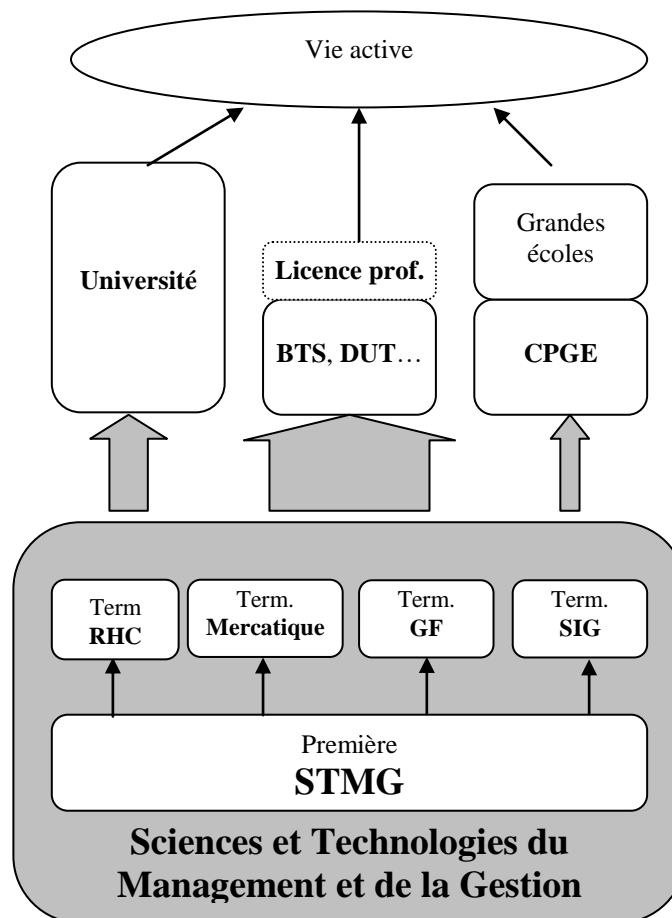 Vie active
Université
Licence prof.
BTS, DUT…
Grandes
écoles
CPGE
Term
RHC
Term.
Mercatique
Term.
GF
Term.
SIG
Première
STMG
Sciences et Technologies du
Management et de la Gestion